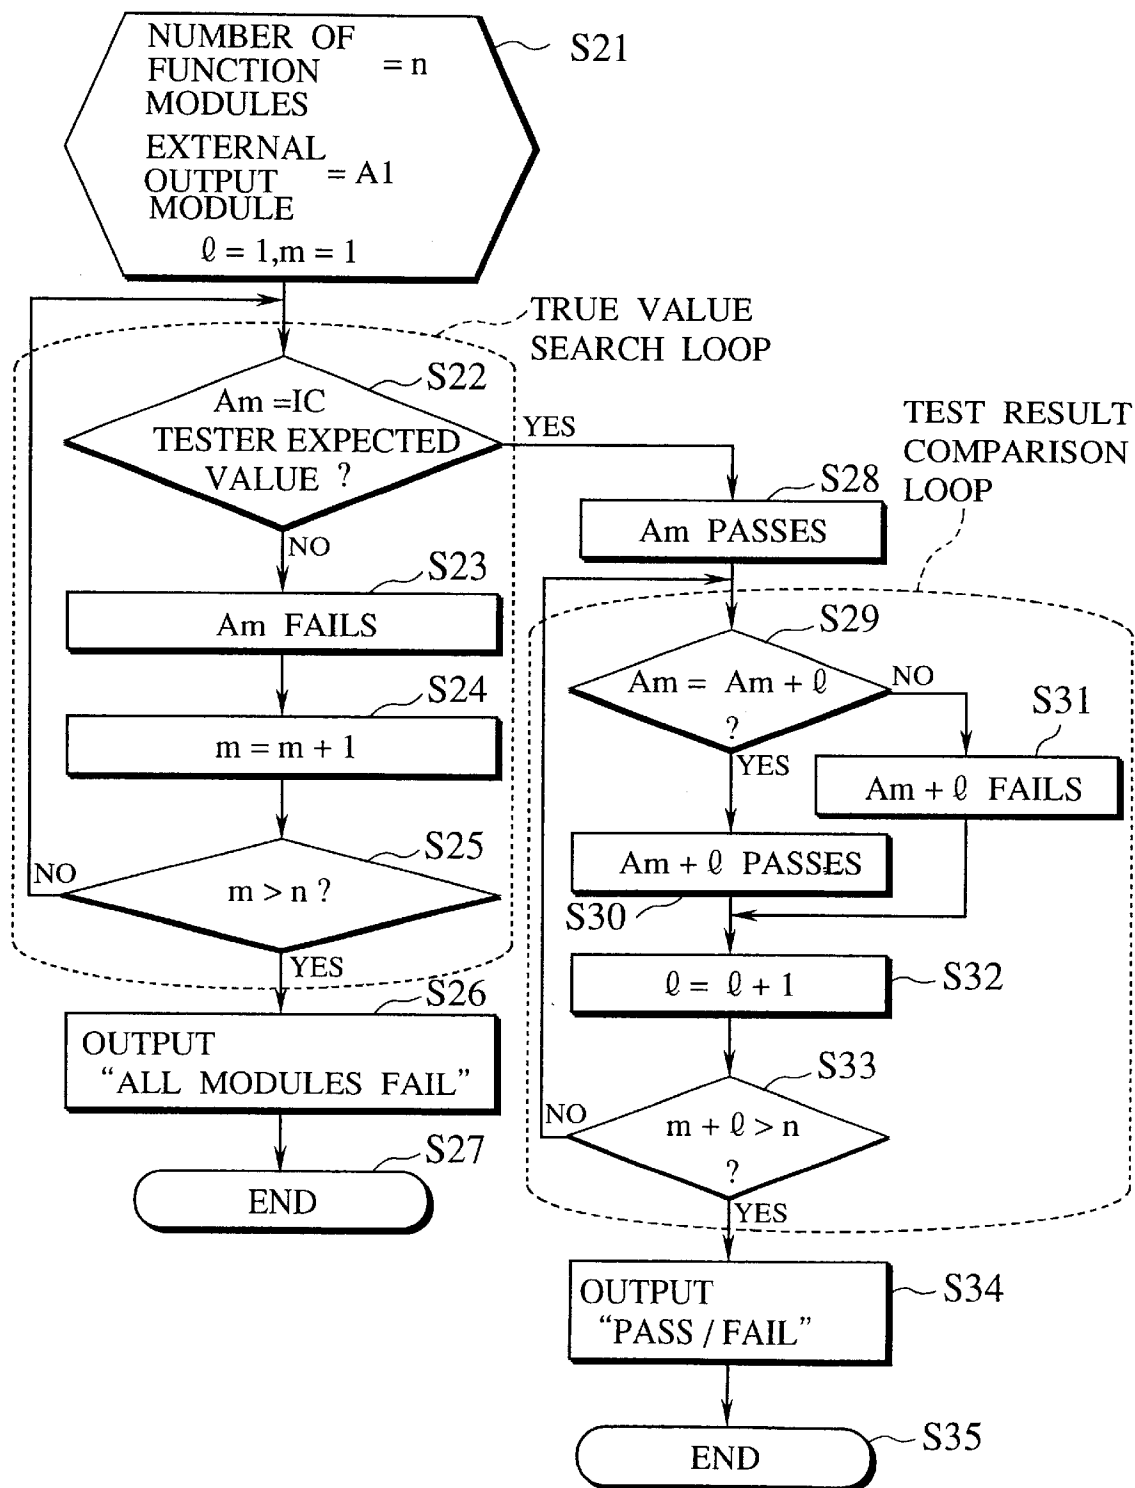 NUMBER OF
FUNCTION = n
MODULES
EXTERNAL
OUTPUT = A1
MODULE
ℓ = 1,m = 1
S21
TRUE VALUE
SEARCH LOOP
S22
Am =IC
TESTER EXPECTED
VALUE ?
YES
NO
S23
Am FAILS
S24
m = m + 1
S25
m > n ?
NO
YES
S26
OUTPUT
“ALL MODULES FAIL”
S27
END
TEST RESULT
COMPARISON
LOOP
S28
Am PASSES
S29
Am = Am + ℓ
?
NO
YES
S31
Am + ℓ FAILS
Am + ℓ PASSES
S30
ℓ = ℓ + 1
S32
S33
m + ℓ > n
?
NO
YES
OUTPUT
“PASS / FAIL”
S34
END
S35